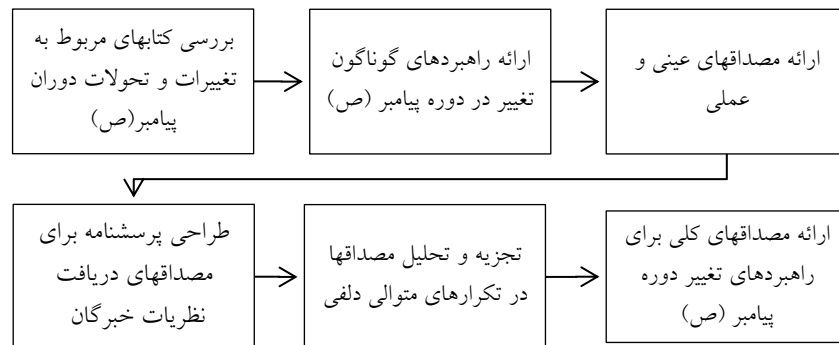 بررسی کتابهای مربوط به
تغییرات و تحولات دوران
پیامبر(ص)
ارائه راهبردهای گوناگون
تغییر در دوره پیامبر (ص)
ارائه مصداقهای عینی و
عملی
طراحی پرسشنامه برای
مصداقهای دریافت
نظریات خبرگان
تجزیه و تحلیل مصداقها
در تکرارهای متوالی دلفی
ارائه مصداقهای کلی برای
راهبردهای تغییر دوره
پیامبر (ص)